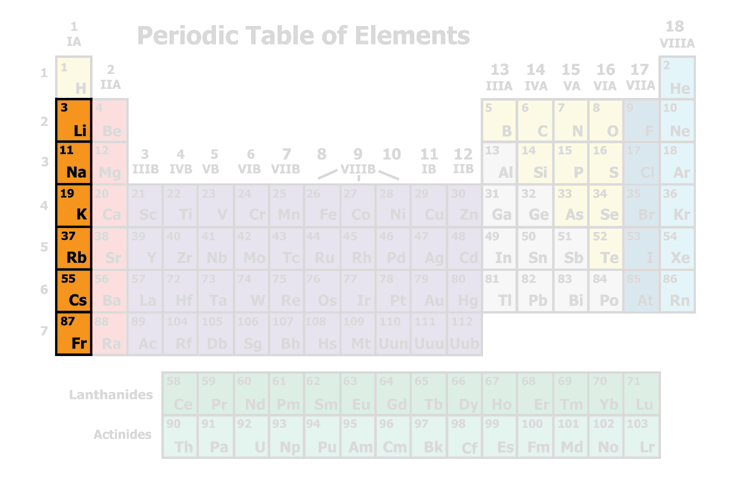 1
IA
Periodic Table of Elements
18
VIIIA
1
1
H
2
IIA
13
IIIA
14
IVA
15
VA
16
VIA
17
VIIA
2
He
2
3
Li
4
Be
5
B
6
C
7
N
8
O
9
F
10
Ne
3
11
Na
12
Mg
3
IIIB
4
IVB
5
VB
6
VIB
7
VIIB
8
9
10
VIIIB
11
IB
12
IIB
13
Al
14
Si
15
P
16
S
17
Cl
18
Ar
4
19
K
20
Ca
21
Sc
22
Ti
23
V
24
Cr
25
Mn
26
Fe
27
Co
28
Ni
29
Cu
30
Zn
31
Ga
32
Ge
33
As
34
Se
35
Br
36
Kr
5
37
Rb
38
Sr
39
Y
40
Zr
41
Nb
42
Mo
43
Tc
44
Ru
45
Rh
46
Pd
47
Ag
48
Cd
49
In
50
Sn
51
Sb
52
Te
53
I
54
Xe
6
55
Cs
56
Ba
57
La
72
Hf
73
Ta
74
W
75
Re
76
Os
77
Ir
78
Pt
79
Au
80
Hg
81
Tl
82
Pb
83
Bi
84
Po
85
At
86
Rn
7
87
Fr
88
Ra
89
Ac
104
Rf
105
Db
106
Sg
107
Bh
108
Hs
109
Mt
110
Uun
111
Uuu
112
Uub
Lanthanides
58
Ce
59
Pr
60
Nd
61
Pm
62
Sm
63
Eu
64
Gd
65
Tb
66
Dy
67
Ho
68
Er
69
Tm
70
Yb
71
Lu
Actinides
90
Th
91
Pa
92
U
93
Np
94
Pu
95
Am
96
Cm
97
Bk
98
Cf
99
Es
100
Fm
101
Md
102
No
103
Lr